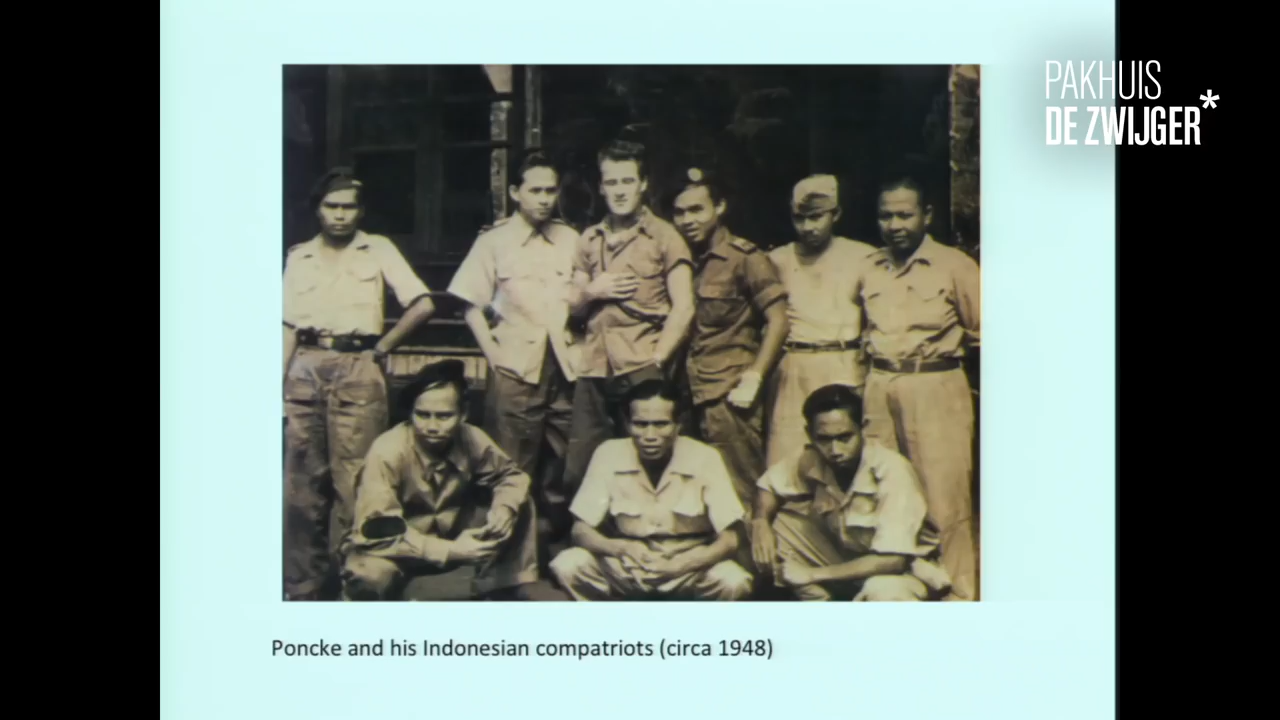 PAKHUIS
DE ZWIJGER*
Poncke and his Indonesian compatriots (circa 1948)